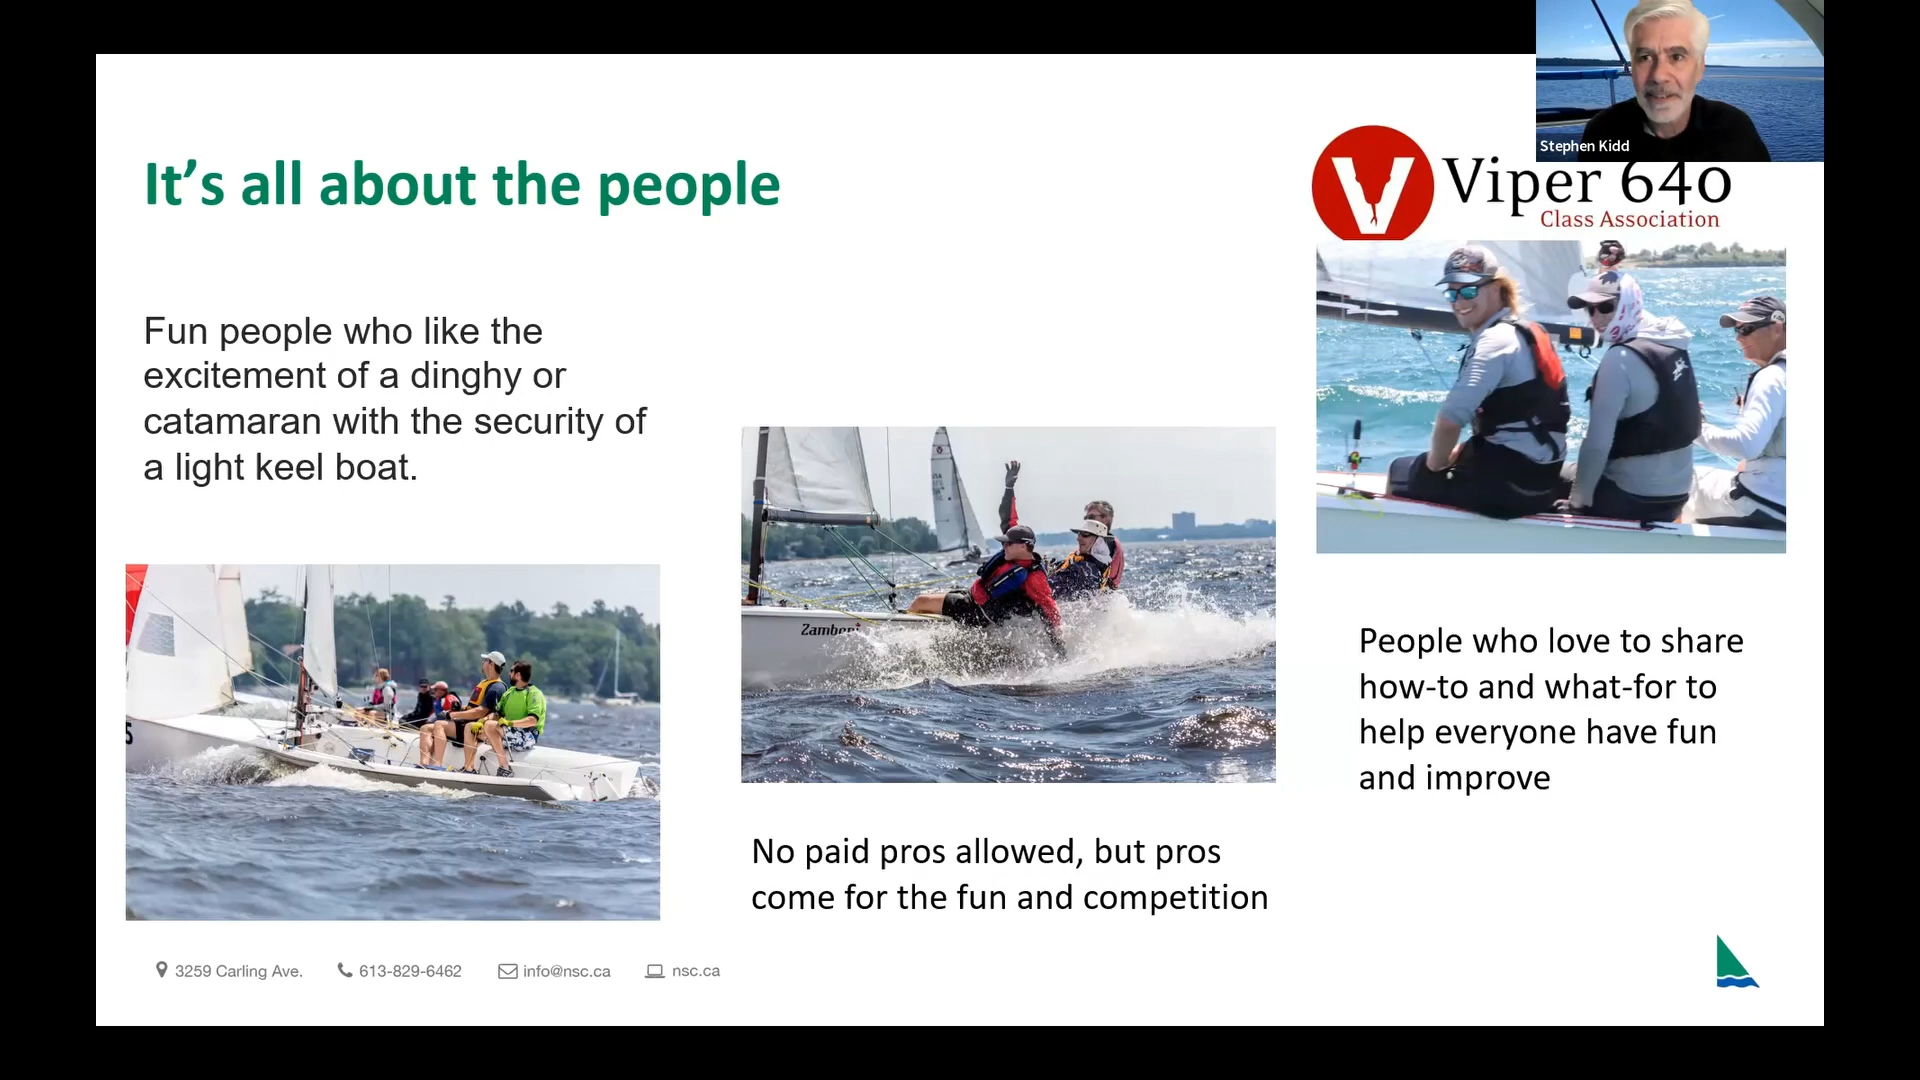 Stephen Kidd
It’s all about the people
Viper 640
Class Association
Fun people who like the
excitement of a dinghy or
catamaran with the security of
a light keel boat.
People who love to share
how-to and what-for to
help everyone have fun
and improve
No paid pros allowed, but pros
come for the fun and competition
3259 Carling Ave. 613-829-6462 info@nsc.ca nsc.ca